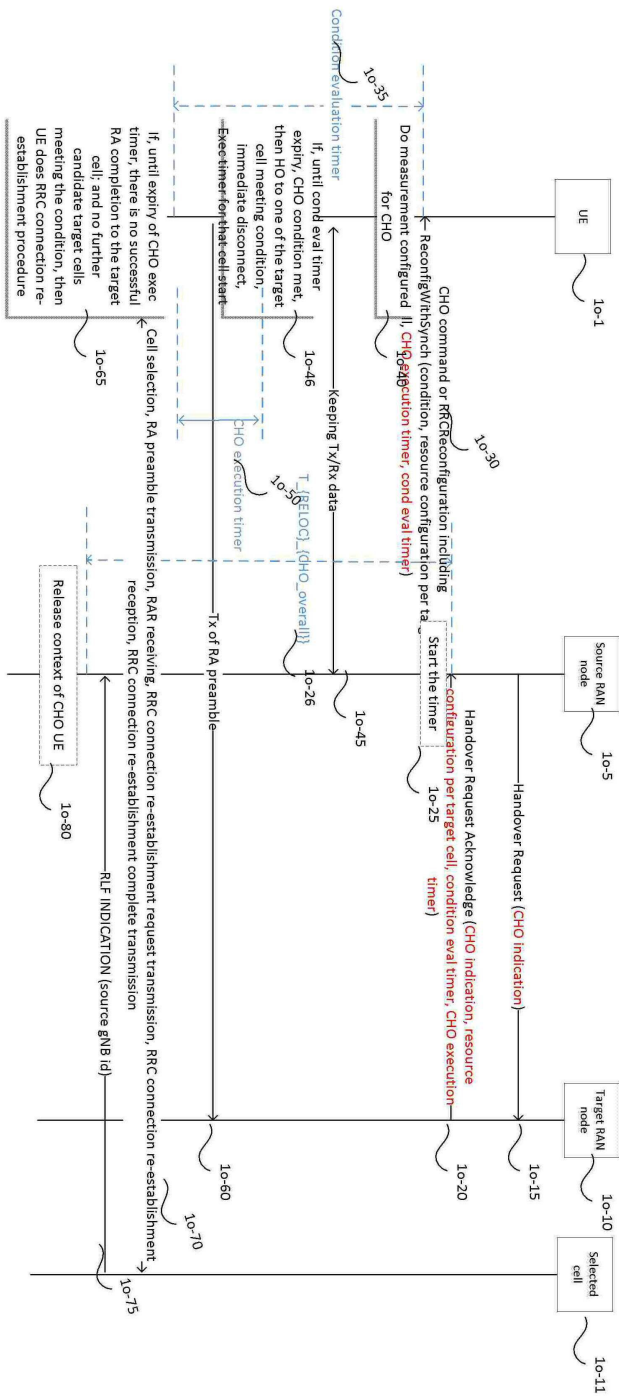 UE
1o-1
Source RAN
node
1o-5
Target RAN
node
1o-10
Selected
cell
1o-11
Handover Request (CHO indication)
1o-15
Handover Request Acknowledge (CHO indication, resource
configuration per target cell, condition eval timer, CHO execution
timer)
1o-20
Start the timer
1o-25
T_{RELOC}_{CHO_overall}}
1o-26
CHO command or RRCReconfiguration including
ReconfigWithSynch (condition, resource configuration per
CHO execution timer, cond eval timer)
1o-30
Condition evaluation timer
1o-35
Do measurement configured
for CHO
1o-40
Keeping Tx/Rx data
1o-45
If, until cond eval timer
expiry, CHO condition met,
then HO to one of the target
cell meeting condition,
immediate disconnect,
Exec timer for that cell start
1o-46
CHO execution timer
1o-50
Tx of RA preamble
1o-60
If, until expiry of CHO exec
timer, there is no successful
RA completion to the target
cell; and no further
candidate target cells
meeting the condition, then
UE does RRC connection re-
establishment procedure
1o-65
Cell selection, RA preamble transmission, RAR receiving, RRC connection re-establishment request transmission, RRC connection re-establishment
reception, RRC connection re-establishment complete transmission
1o-70
RLF INDICATION (source gNB id)
1o-75
Release context of CHO UE
1o-80